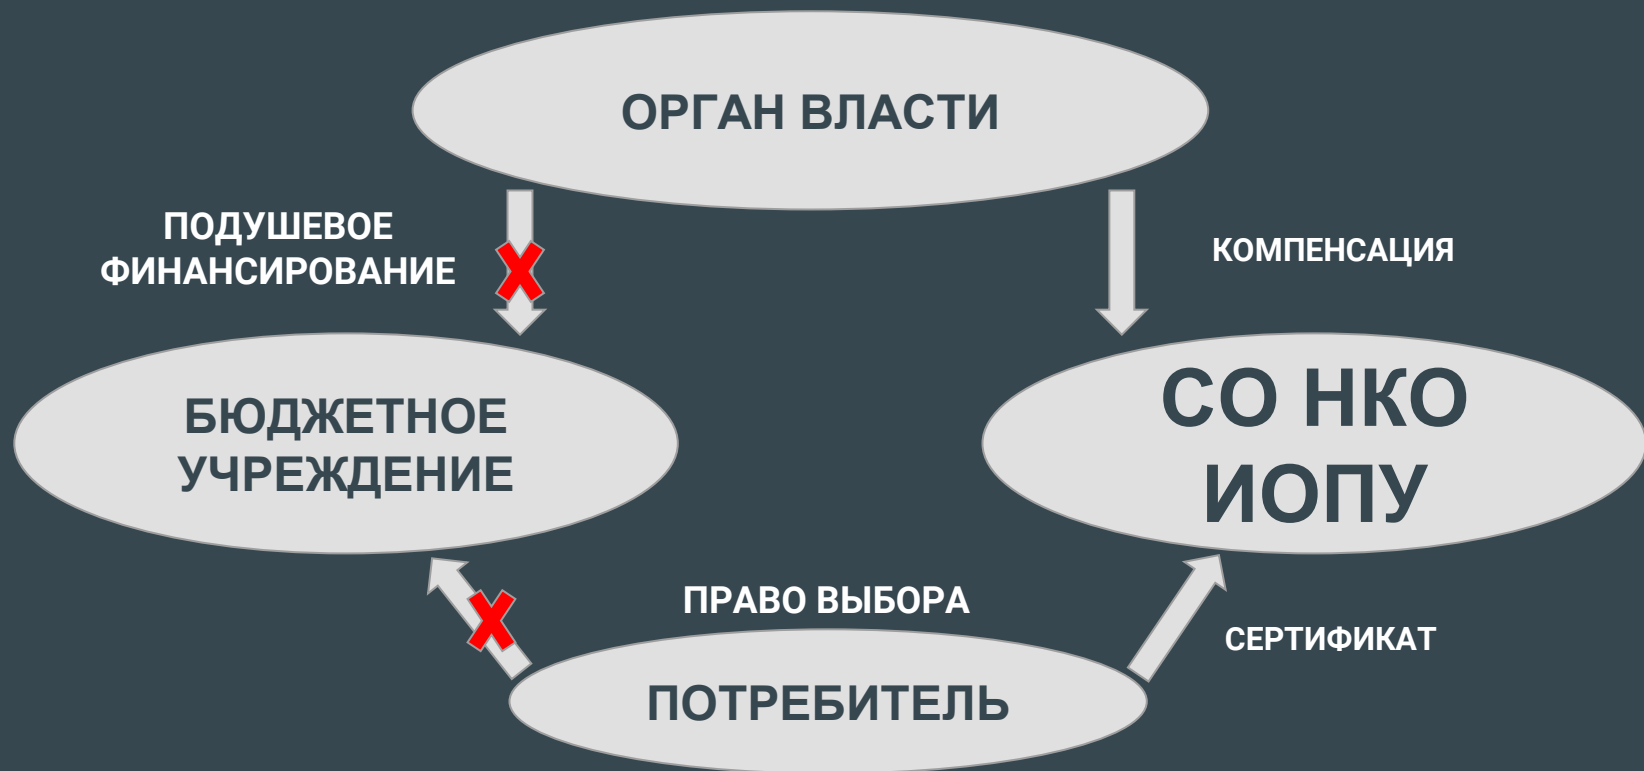 ОРГАН ВЛАСТИ
ПОДУШЕВОЕ
ФИНАНСИРОВАНИЕ
КОМПЕНСАЦИЯ
БЮДЖЕТНОЕ
УЧРЕЖДЕНИЕ
СО НКО
ИОПУ
ПРАВО ВЫБОРА
СЕРТИФИКАТ
ПОТРЕБИТЕЛЬ